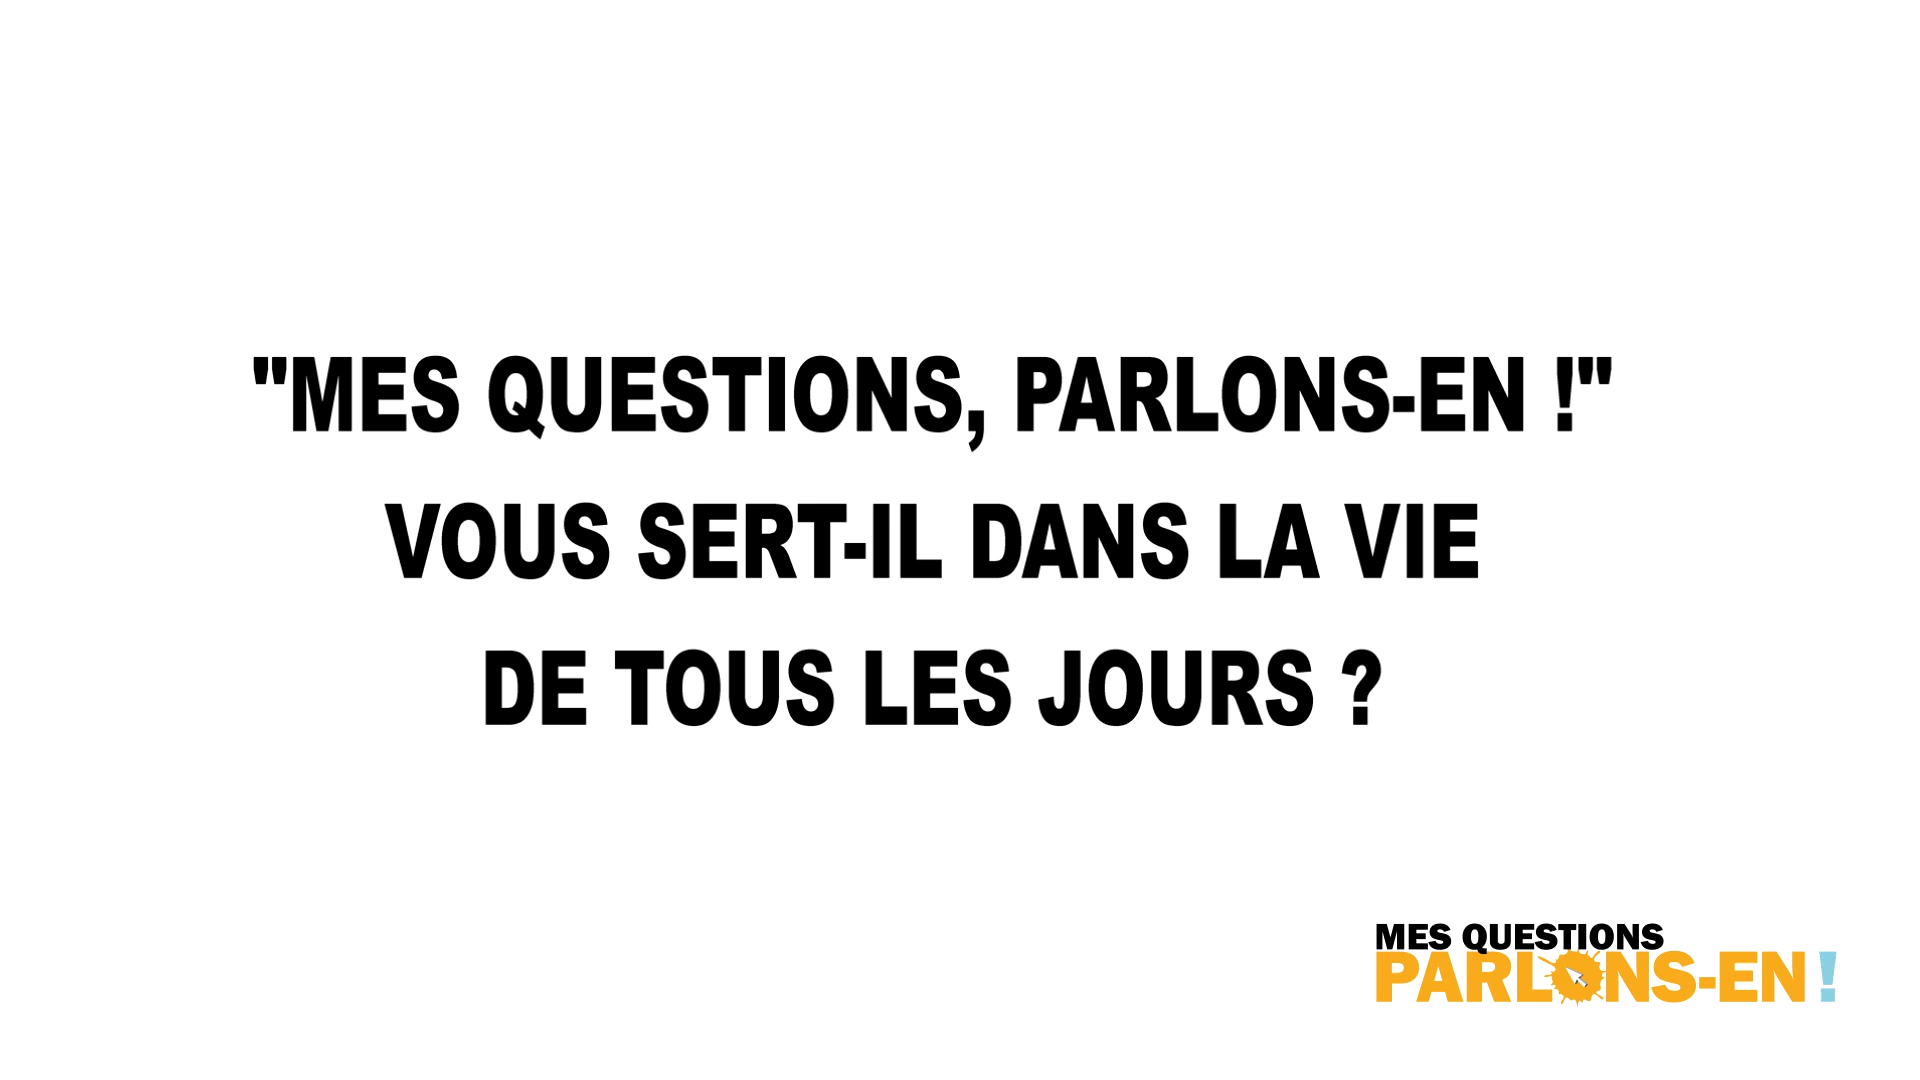 "MES QUESTIONS, PARLONS-EN !"
VOUS SERT-IL DANS LA VIE
DE TOUS LES JOURS ?
MES QUESTIONS
PARLONS-EN !